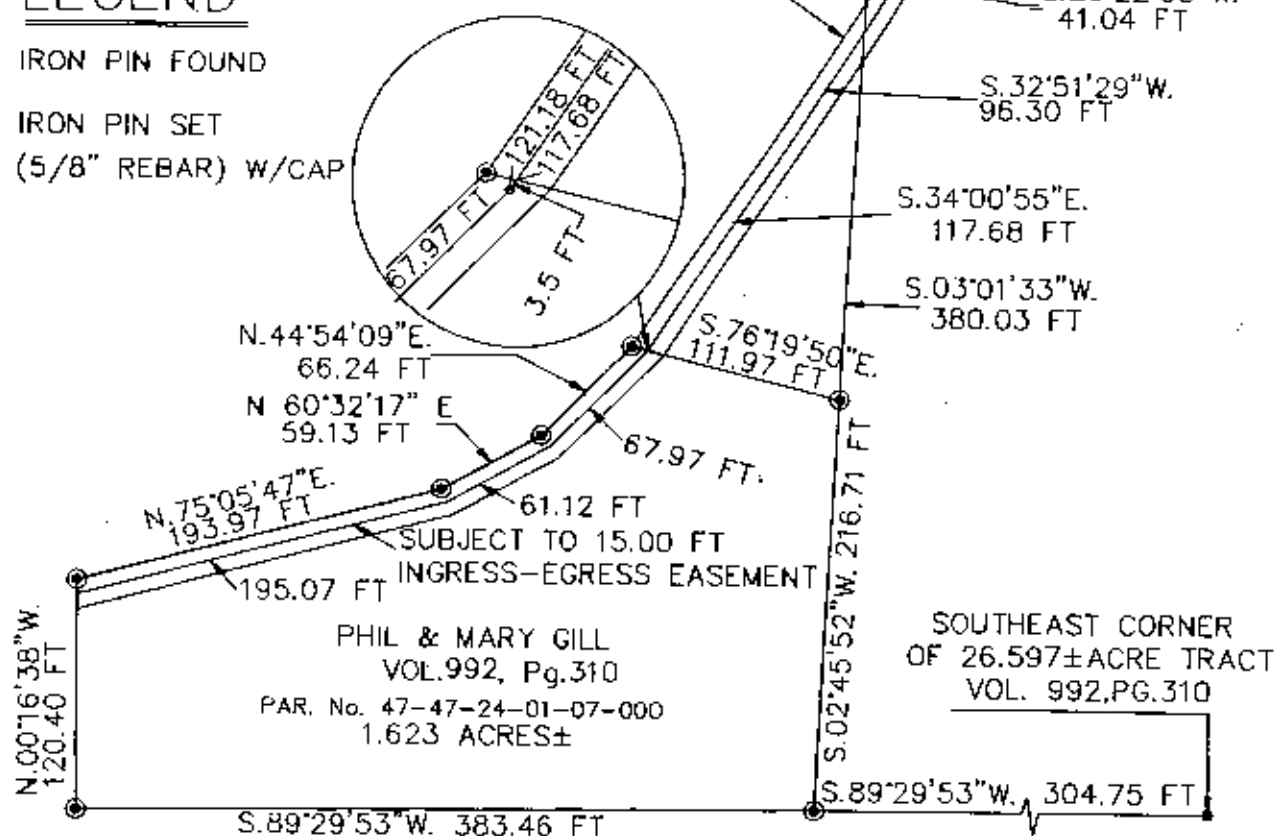 LEGEND
IRON PIN FOUND
IRON PIN SET
(5/8" REBAR) W/CAP
121.18 FT
117.68 FT
67.97 FT
3.5 FT
41.04 FT
S.32°51'29"W.
96.30 FT
S.34°00'55"E.
117.68 FT
S.03°01'33"W.
380.03 FT
S.76°19'50"E.
111.97 FT
N.44°54'09"E.
66.24 FT
N 60°32'17" E
59.13 FT
67.97 FT.
N.75°05'47"E.
193.97 FT
61.12 FT
SUBJECT TO 15.00 FT
INGRESS-EGRESS EASEMENT
195.07 FT
S.02°45'52"W. 216.71 FT
N.00°16'38"W.
120.40 FT
PHIL & MARY GILL
VOL.992, Pg.310
PAR. No. 47-47-24-01-07-000
1.623 ACRES±
SOUTHEAST CORNER
OF 26.597±ACRE TRACT
VOL. 992,PG.310
S.89°29'53"W. 304.75 FT
S.89°29'53"W. 383.46 FT